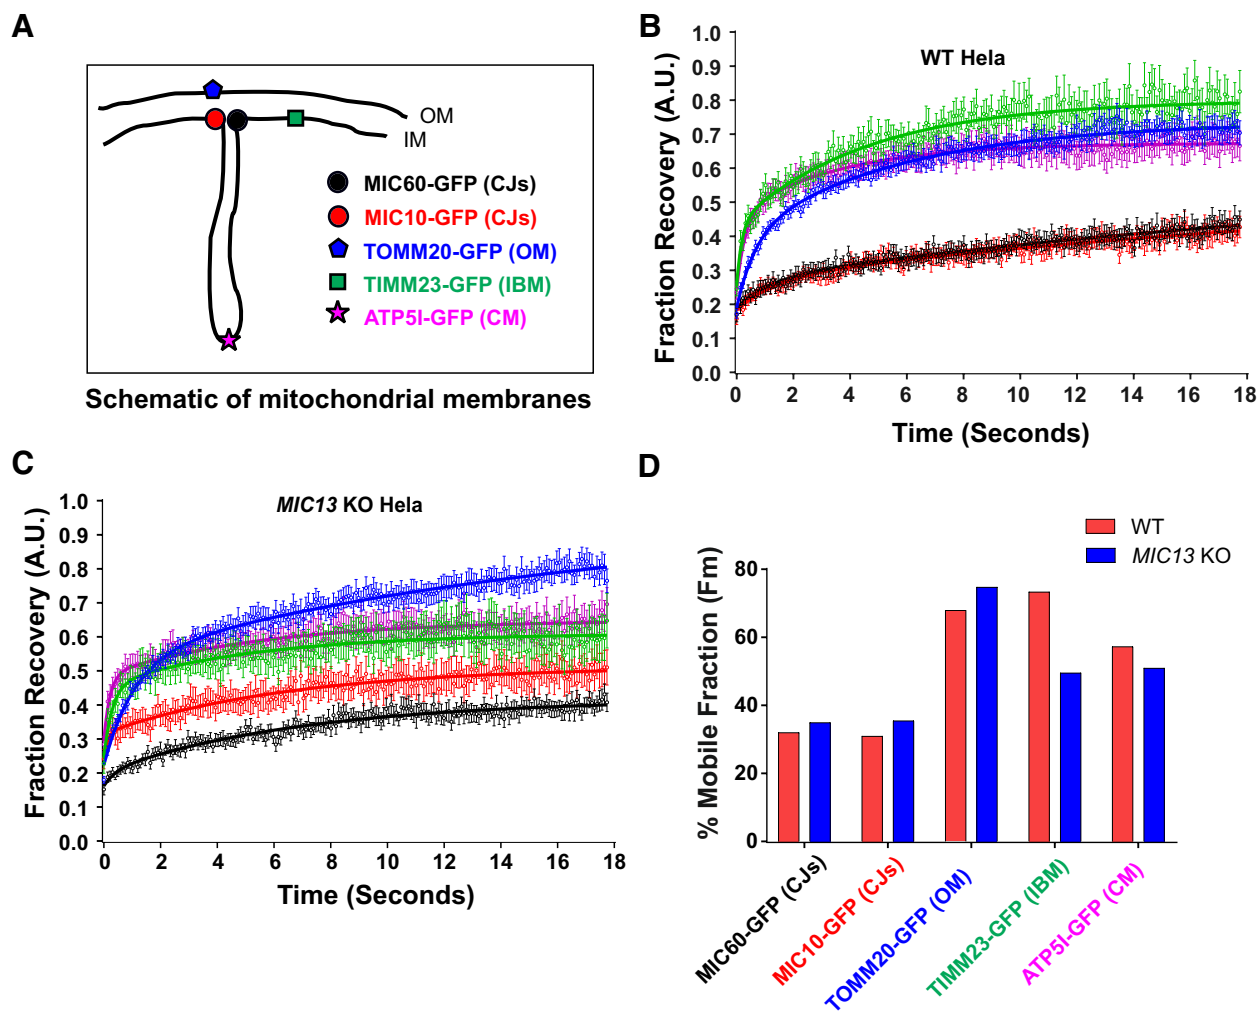 A
OM
IM
MIC60-GFP (CJs)
MIC10-GFP (CJs)
TOMM20-GFP (OM)
TIMM23-GFP (IBM)
ATP5I-GFP (CM)
Schematic of mitochondrial membranes
B
WT Hela
Fraction Recovery (A.U.)
1.0
0.9
0.8
0.7
0.6
0.5
0.4
0.3
0.2
0.1
0.0
0 2 4 6 8 10 12 14 16 18
Time (Seconds)
C
MIC13 KO Hela
Fraction Recovery (A.U.)
1.0
0.9
0.8
0.7
0.6
0.5
0.4
0.3
0.2
0.1
0.0
0 2 4 6 8 10 12 14 16 18
Time (Seconds)
D
WT
MIC13 KO
% Mobile Fraction (Fm)
80
60
40
20
0
MIC60-GFP (CJs)
MIC10-GFP (CJs)
TOMM20-GFP (OM)
TIMM23-GFP (IBM)
ATP5I-GFP (CM)